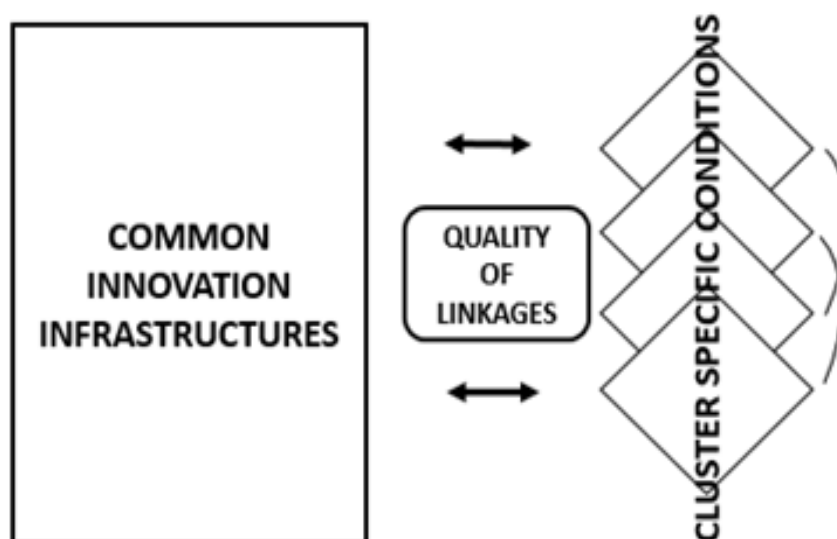 COMMON
INNOVATION
INFRASTRUCTURES
QUALITY
OF
LINKAGES
CLUSTER SPECIFIC CONDITIONS